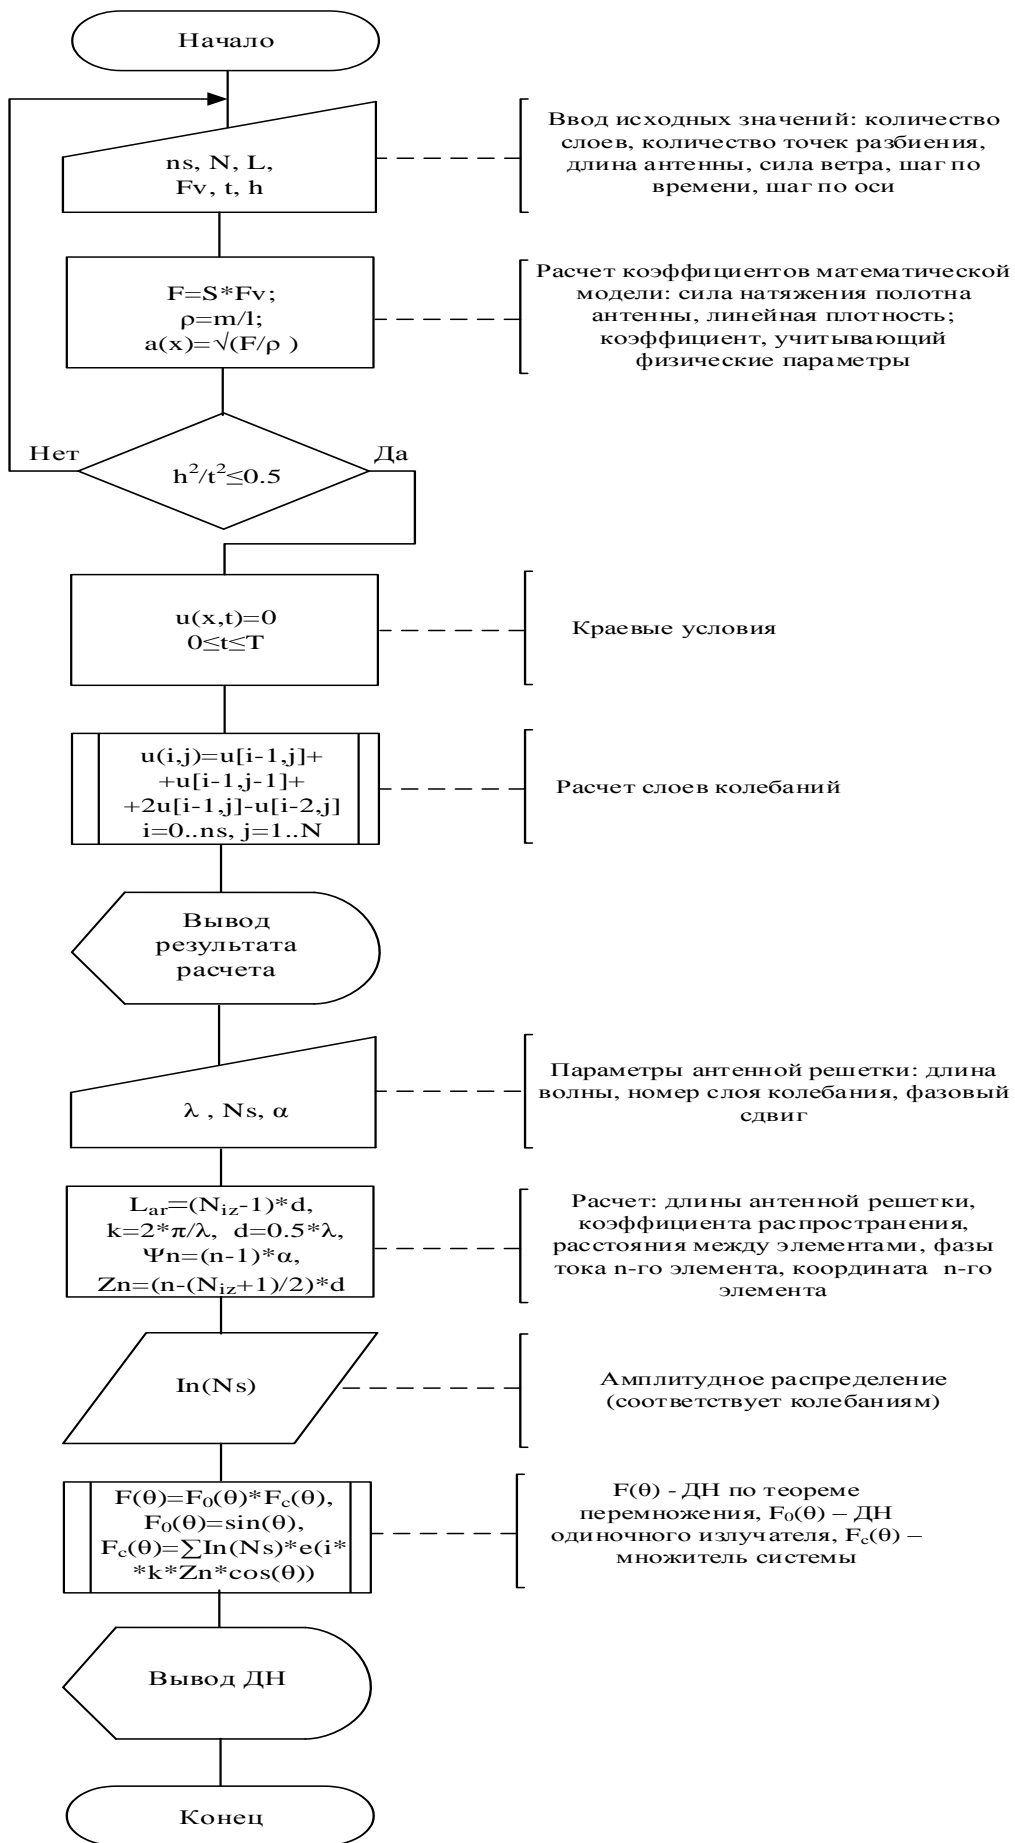 Начало
ns, N, L,
Fv, t, h
Ввод исходных значений: количество
слоев, количество точек разбиения,
длина антенны, сила ветра, шаг по
времени, шаг по оси
F=S*Fv;
ρ=m/l;
a(x)=√(F/ρ )
Расчет коэффициентов математической
модели: сила натяжения полотна
антенны, линейная плотность;
коэффициент, учитывающий
физические параметры
Нет
Да
h²/t²≤0.5
u(x,t)=0
0≤t≤T
Краевые условия
u(i,j)=u[i-1,j]+
+u[i-1,j-1]+
+2u[i-1,j]-u[i-2,j]
i=0..ns, j=1..N
Расчет слоев колебаний
Вывод
результата
расчета
λ , Ns, α
Параметры антенной решетки: длина
волны, номер слоя колебания, фазовый
сдвиг
Lar=(Niz-1)*d,
k=2*π/λ, d=0.5*λ,
Ψn=(n-1)*α,
Zn=(n-(Niz+1)/2)*d
Расчет: длины антенной решетки,
коэффициента распространения,
расстояния между элементами, фазы
тока n-го элемента, координата n-го
элемента
In(Ns)
Амплитудное распределение
(соответствует колебаниям)
F(θ)=F₀(θ)*Fc(θ),
F₀(θ)=sin(θ),
Fc(θ)=∑In(Ns)*e(i*
*k*Zn*cos(θ))
F(θ) - ДН по теореме
перемножения, F₀(θ) – ДН
одиночного излучателя, Fc(θ) –
множитель системы
Вывод ДН
Конец